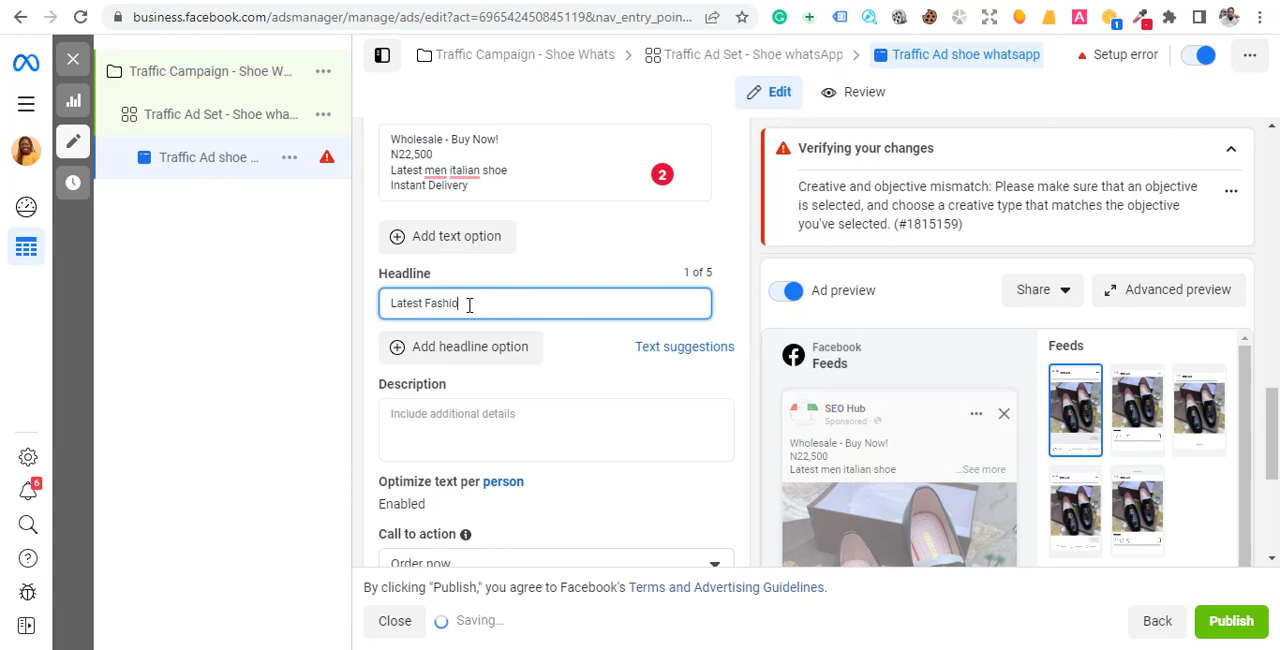 business.facebook.com/adsmanager/manage/ads/edit?act=696542450845119&nav_entry_poin...
1
Traffic Campaign - Shoe W...
Traffic Ad Set - Shoe wha...
Traffic Ad shoe ...
6
Traffic Campaign - Shoe Whats
Traffic Ad Set - Shoe whatsApp
Traffic Ad shoe whatsapp
Setup error
Edit
Review
Wholesale - Buy Now!
N22,500
Latest men italian shoe
Instant Delivery
2
Add text option
Headline
1 of 5
Latest Fashio
Add headline option
Text suggestions
Description
Include additional details
Optimize text per person
Enabled
Call to action
Order now
Verifying your changes
Creative and objective mismatch: Please make sure that an objective
is selected, and choose a creative type that matches the objective
you've selected. (#1815159)
Ad preview
Share
Advanced preview
Facebook
Feeds
SEO Hub
Sponsored
Wholesale - Buy Now!
N22,500
Latest men italian shoe
...See more
Feeds
By clicking "Publish," you agree to Facebook's Terms and Advertising Guidelines.
Close
Saving...
Back
Publish